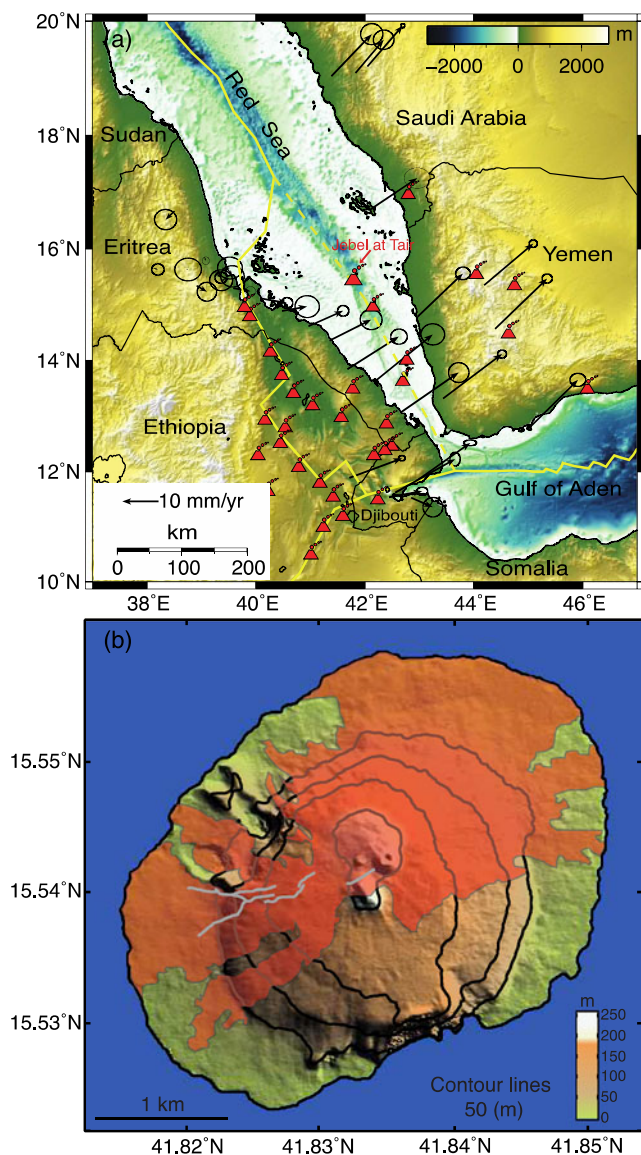 20˚N
a)
m
−2000 0 2000
Red Sea
Saudi Arabia
18˚N
Sudan
Jebel at Tair
16˚N
Eritrea
Yemen
14˚N
Ethiopia
12˚N
10 mm/yr
Gulf of Aden
km
Djibouti
0 100 200
Somalia
10˚N
38˚E 40˚E 42˚E 44˚E 46˚E
(b)
15.55˚N
15.54˚N
15.53˚N
m
250
200
150
100
50
0
Contour lines
50 (m)
1 km
41.82˚N 41.83˚N 41.84˚N 41.85˚N